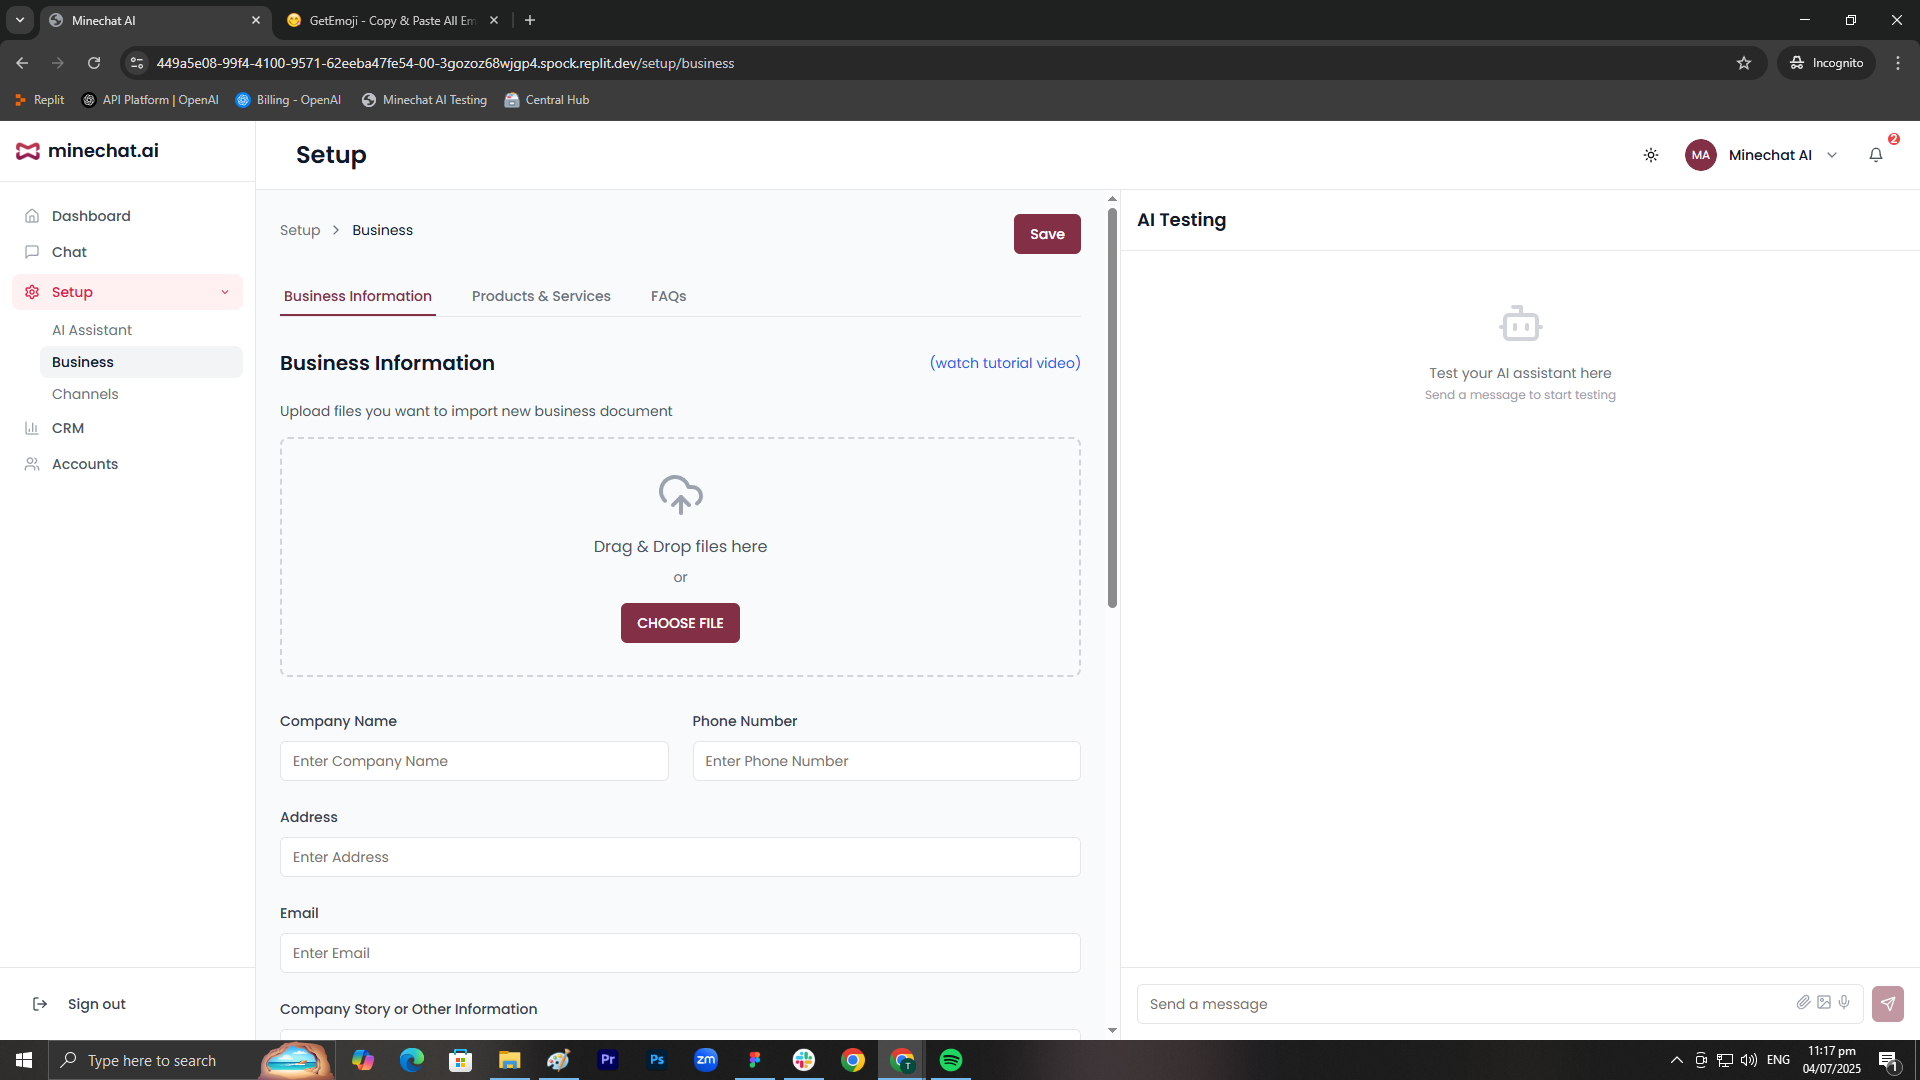 Minechat AI
GetEmoji - Copy & Paste All Em
449a5e08-99f4-4100-9571-62eeba47fe54-00-3gozoz68wjgp4.spock.replit.dev/setup/business
Incognito
Replit
API Platform | OpenAI
Billing - OpenAI
Minechat AI Testing
Central Hub
minechat.ai
Setup
MA
Minechat AI
2
Dashboard
Chat
Setup
AI Assistant
Business
Channels
CRM
Accounts
Sign out
Setup > Business
Save
Business Information
Products & Services
FAQs
Business Information
(watch tutorial video)
Upload files you want to import new business document
Drag & Drop files here
or
CHOOSE FILE
Company Name
Phone Number
Enter Company Name
Enter Phone Number
Address
Enter Address
Email
Enter Email
Company Story or Other Information
AI Testing
Test your AI assistant here
Send a message to start testing
Send a message
Type here to search
Pr
Ps
zm
T
ENG
11:17 pm
04/07/2025
1